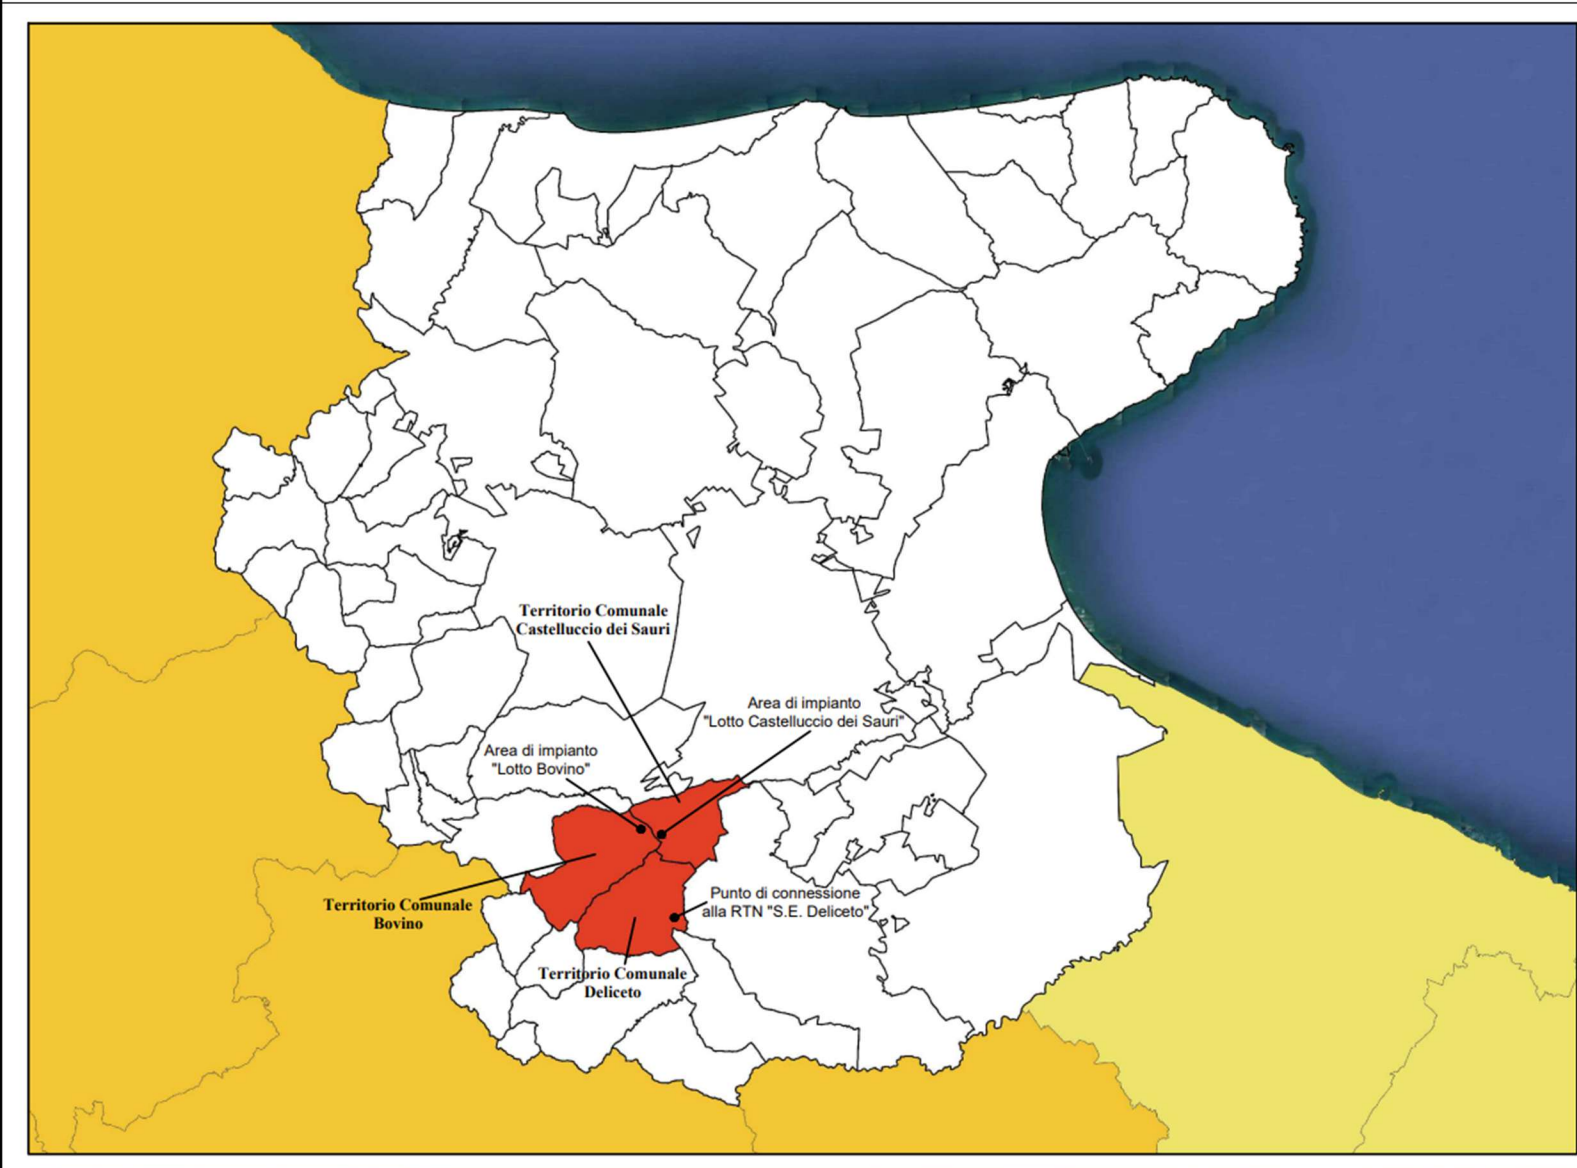 Territorio Comunale
Castelluccio dei Sauri
Area di impianto
"Lotto Castelluccio dei Sauri"
Area di impianto
"Lotto Bovino"
Territorio Comunale
Bovino
Punto di connessione
alla RTN "S.E. Deliceto"
Territorio Comunale
Deliceto